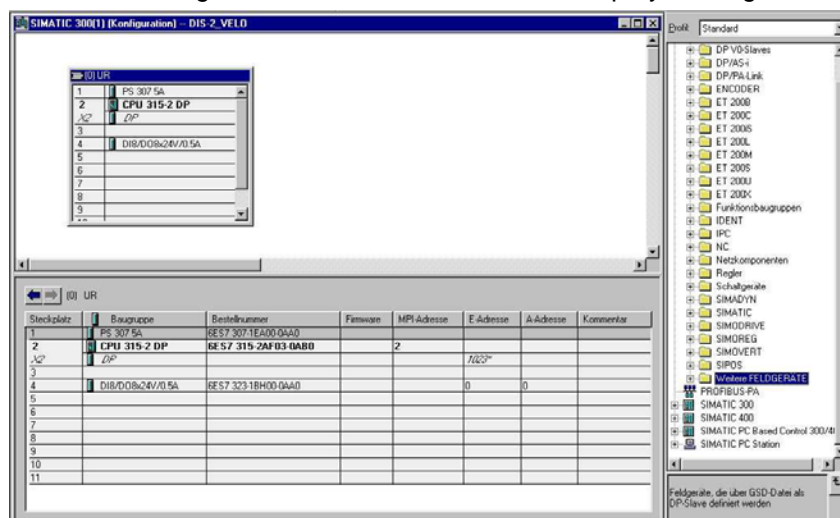 SIMATIC 300(1) (Konfiguration) -- DIS-2_VELO
(0) UR
1 PS 307 5A
2 CPU 315-2 DP
X2 DP
3
4 DI8/DO8x24V/0.5A
5
6
7
8
9
(0) UR
Steckplatz Baugruppe Bestellnummer Firmware MPI-Adresse E-Adresse A-Adresse Kommentar
1 PS 307 5A 6ES7 307-1EA00-0AA0
2 CPU 315-2 DP 6ES7 315-2AF03-0AB0 2
X2 DP 1023*
3
4 DI8/DO8x24V/0.5A 6ES7 323-1BH00-0AA0 0 0
5
6
7
8
9
10
11
Profil: Standard
DP V0-Slaves
DP/AS-i
DP/PA-Link
ENCODER
ET 200B
ET 200C
ET 200iS
ET 200L
ET 200M
ET 200S
ET 200U
ET 200X
Funktionsbaugruppen
IDENT
IPC
NC
Netzkomponenten
Regler
Schaltgeräte
SIMADYN
SIMATIC
SIMODRIVE
SIMOREG
SIMOVERT
SIPOS
Weitere FELDGERÄTE
PROFIBUS-PA
SIMATIC 300
SIMATIC 400
SIMATIC PC Based Control 300/40
SIMATIC PC Station
Feldgeräte, die über GSD-Datei als
DP-Slave definiert werden